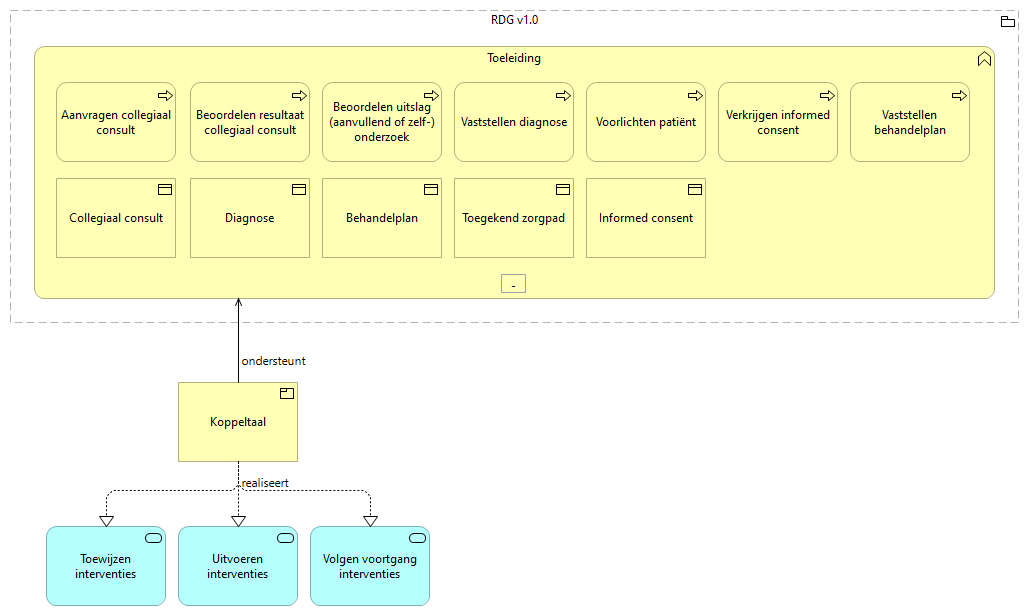 RDG v1.0
Toeleiding
Aanvragen collegiaal
consult
Beoordelen resultaat
collegiaal consult
Beoordelen uitslag
(aanvullend of zelf-)
onderzoek
Vaststellen diagnose
Voorlichten patiënt
Verkrijgen informed
consent
Vaststellen
behandelplan
Collegiaal consult
Diagnose
Behandelplan
Toegekend zorgpad
Informed consent
-
ondersteunt
Koppeltaal
realiseert
Toewijzen
interventies
Uitvoeren
interventies
Volgen voortgang
interventies